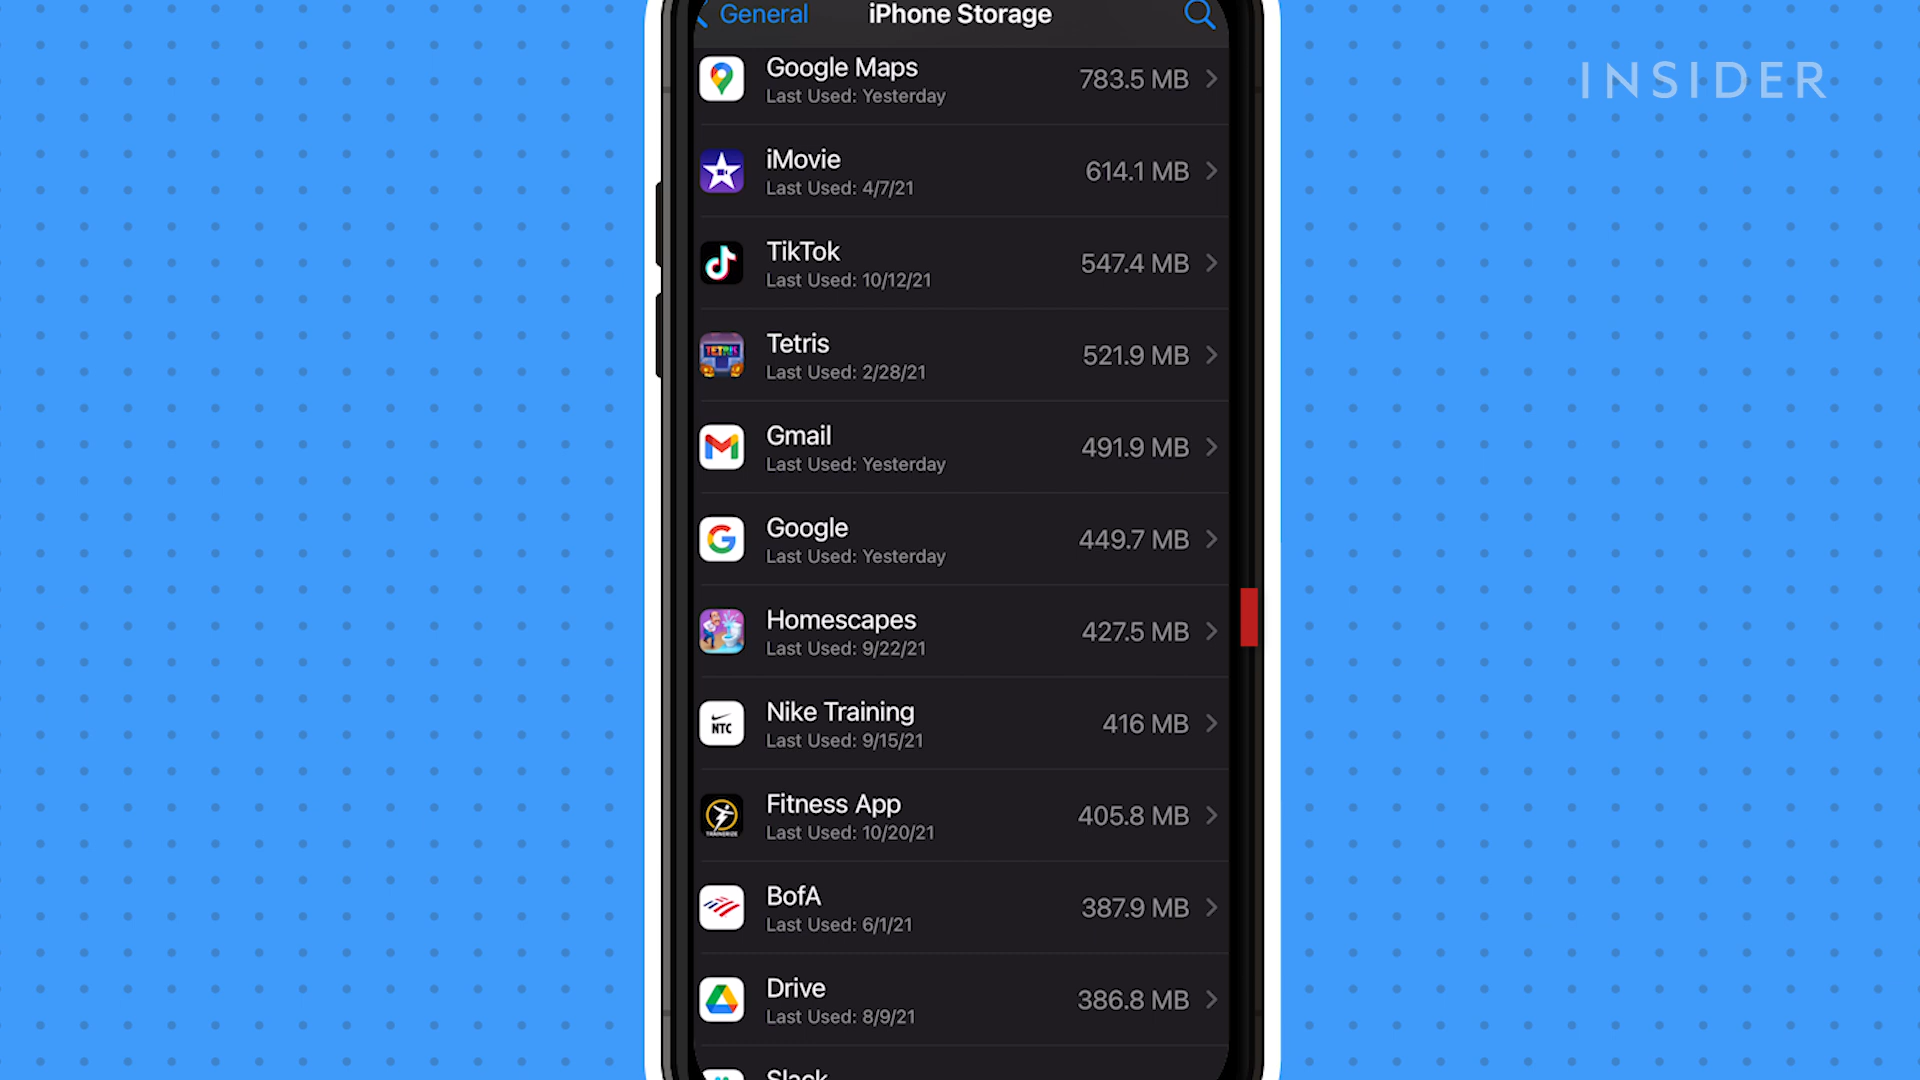 General
iPhone Storage
INSIDER
Google Maps
783.5 MB
Last Used: Yesterday
iMovie
614.1 MB
Last Used: 4/7/21
TikTok
547.4 MB
Last Used: 10/12/21
TETRIS
Tetris
521.9 MB
Last Used: 2/28/21
Gmail
491.9 MB
Last Used: Yesterday
Google
449.7 MB
Last Used: Yesterday
Homescapes
427.5 MB
Last Used: 9/22/21
NTC
Nike Training
416 MB
Last Used: 9/15/21
TRAINERIZE
Fitness App
405.8 MB
Last Used: 10/20/21
BofA
387.9 MB
Last Used: 6/1/21
Drive
386.8 MB
Last Used: 8/9/21
Slack